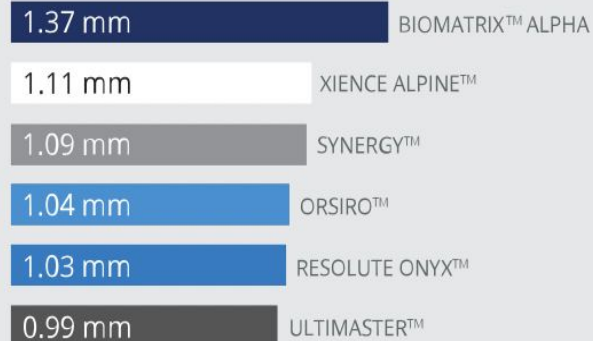 1.37 mm BIOMATRIX™ ALPHA
1.11 mm XIENCE ALPINE™
1.09 mm SYNERGY™
1.04 mm ORSIRO™
1.03 mm RESOLUTE ONYX™
0.99 mm ULTIMASTER™